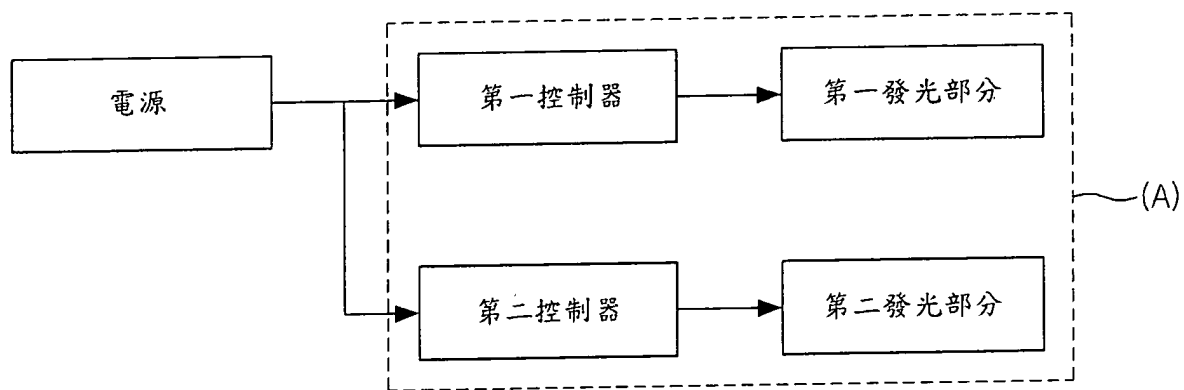 電源
第一控制器
第一發光部分
(A)
第二控制器
第二發光部分